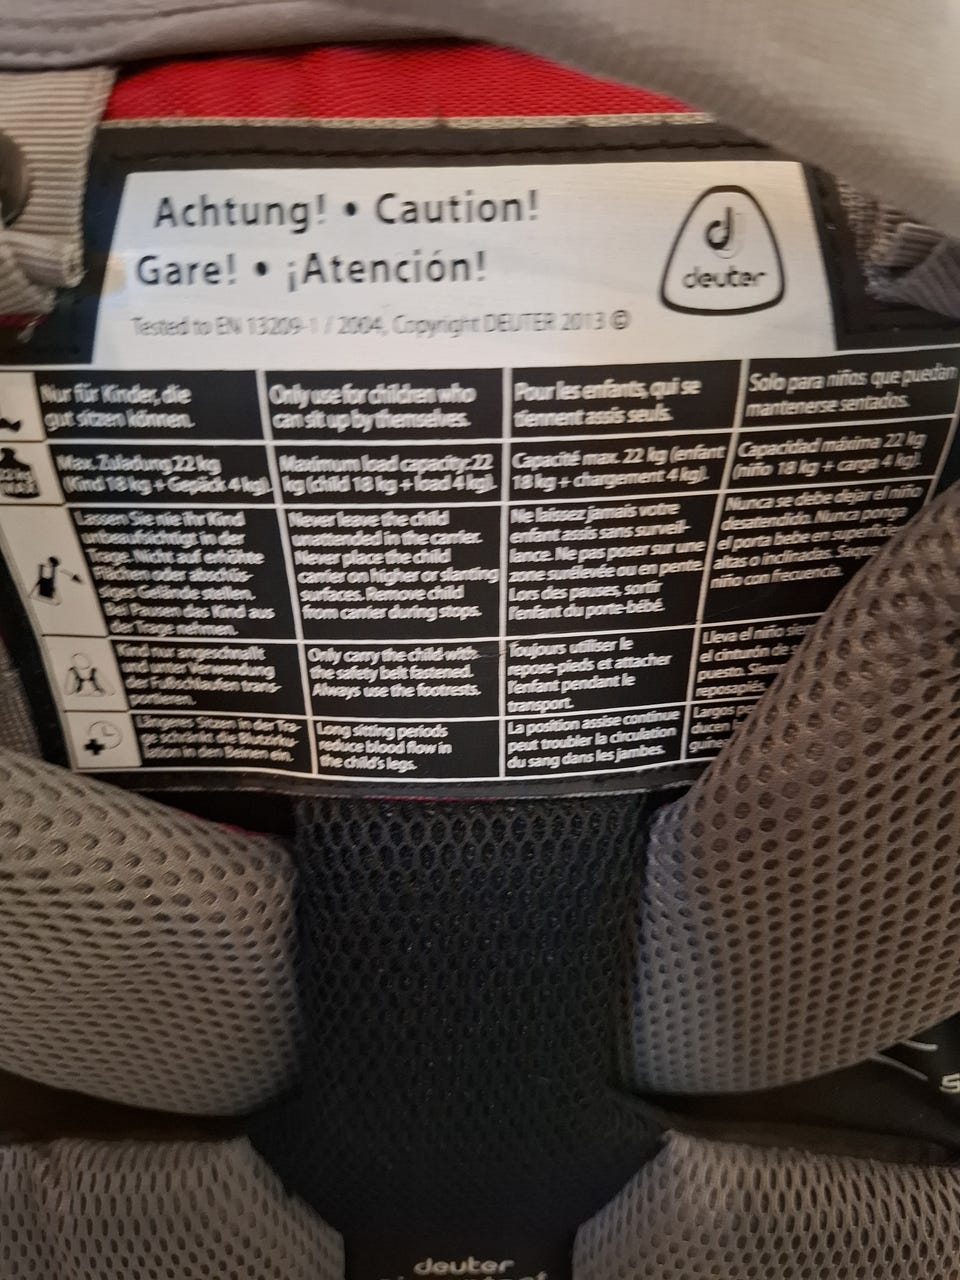 Achtung! • Caution!
Gare! • ¡Atención!
deuter
Tested to EN 13209-1 / 2004, Copyright DEUTER 2013 ©
Nur für Kinder, die
gut sitzen können.
Only use for children who
can sit up by themselves.
Pour les enfants, qui se
tiennent assis seuls.
Solo para niños que puedan
mantenerse sentados.
Max. Zuladung 22 kg
(Kind 18 kg + Gepäck 4 kg).
Maximum load capacity: 22
kg (child 18 kg + load 4 kg).
Capacité max. 22 kg (enfant
18 kg + chargement 4 kg).
Capacidad máxima 22 kg
(niño 18 kg + carga 4 kg).
Lassen Sie nie Ihr Kind
unbeaufsichtigt in der
Trage. Nicht auf erhöhte
Flächen oder abschüs-
siges Gelände stellen.
Bei Pausen das Kind aus
der Trage nehmen.
Never leave the child
unattended in the carrier.
Never place the child
carrier on higher or slanting
surfaces. Remove child
from carrier during stops.
Ne laissez jamais votre
enfant assis sans surveil-
lance. Ne pas poser sur une
zone surélevée ou en pente.
Lors des pauses, sortir
l'enfant du porte-bébé.
Nunca se debe dejar el niño
desatendido. Nunca ponga
el porta bebe en superficies
altas o inclinadas. Saque
niño con frecuencia.
Kind nur angeschnallt
und unter Verwendung
der Fußschlaufen trans-
portieren.
Only carry the child with
the safety belt fastened.
Always use the footrests.
Toujours utiliser le
repose-pieds et attacher
l'enfant pendant le
transport.
Lleva el niño
el cinturón de
puesto.
reposapiés.
Längeres Sitzen in der Tra-
ge schränkt die Blutzirku-
lation in den Beinen ein.
Long sitting periods
reduce blood flow in
the child's legs.
La position assise continue
peut troubler la circulation
du sang dans les jambes.
Largos
deuter